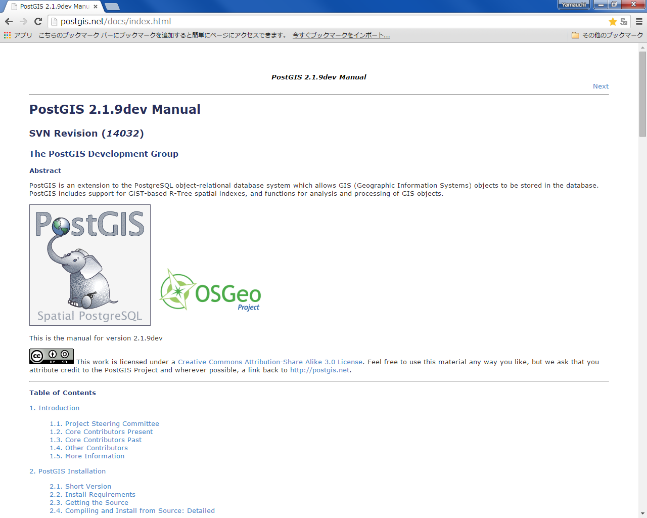 PostGIS 2.1.9dev Manu
Yamauchi
postgis.net/docs/index.html
アプリ こちらのブックマーク バーにブックマークを追加すると簡単にページにアクセスできます。 今すぐブックマークをインポート... その他のブックマーク
PostGIS 2.1.9dev Manual
Next
PostGIS 2.1.9dev Manual
SVN Revision (14032)
The PostGIS Development Group
Abstract
PostGIS is an extension to the PostgreSQL object-relational database system which allows GIS (Geographic Information Systems) objects to be stored in the database.
PostGIS includes support for GiST-based R-Tree spatial indexes, and functions for analysis and processing of GIS objects.
PostGIS
Spatial PostgreSQL
OSGeo
Project
This is the manual for version 2.1.9dev
This work is licensed under a Creative Commons Attribution-Share Alike 3.0 License. Feel free to use this material any way you like, but we ask that you
attribute credit to the PostGIS Project and wherever possible, a link back to http://postgis.net.
Table of Contents
1. Introduction
1.1. Project Steering Committee
1.2. Core Contributors Present
1.3. Core Contributors Past
1.4. Other Contributors
1.5. More Information
2. PostGIS Installation
2.1. Short Version
2.2. Install Requirements
2.3. Getting the Source
2.4. Compiling and Install from Source: Detailed